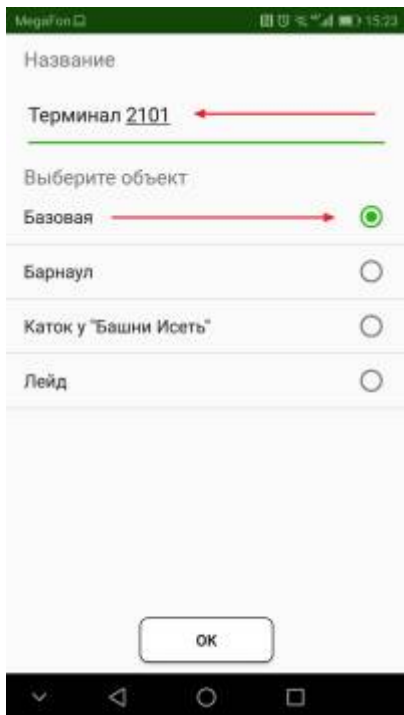 MegaFon 15:23
Название
Терминал 2101
Выберите объект
Базовая
Барнаул
Каток у "Башни Исеть"
Лейд
ОК